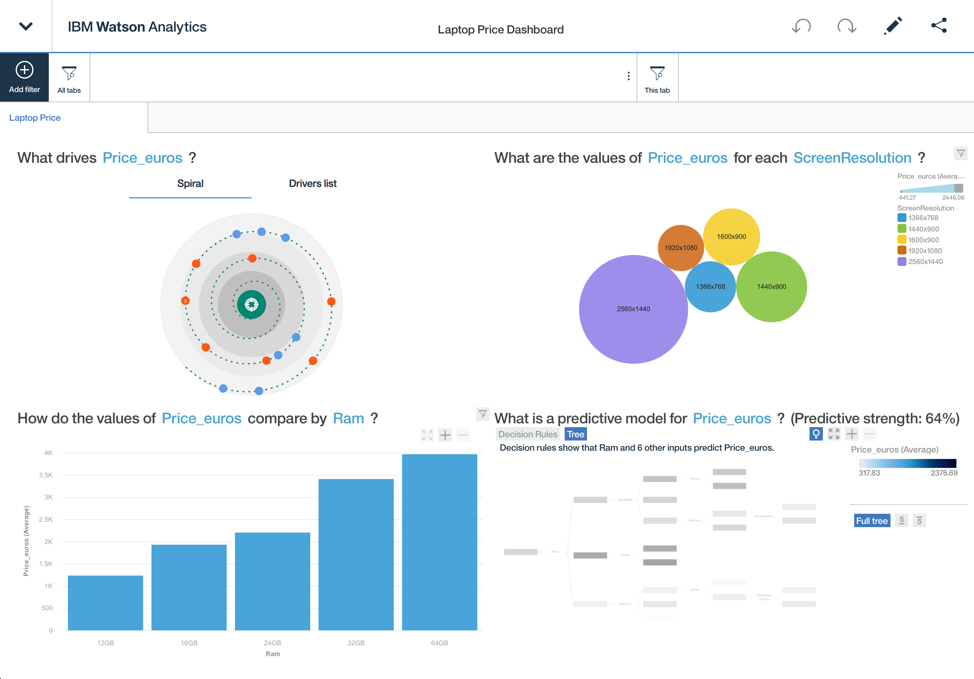 IBM Watson Analytics
Laptop Price Dashboard
Add filter
All tabs
This tab
Laptop Price
What drives Price_euros ?
Spiral
Drivers list
What are the values of Price_euros for each ScreenResolution ?
Price_euros (Avera...
441.27 2446.06
ScreenResolution
1366x768
1440x900
1600x900
1920x1080
2560x1440
1600x900
1920x1080
1366x768
1440x900
2560x1440
How do the values of Price_euros compare by Ram ?
4K
3.5K
3K
2.5K
2K
1.5K
1K
500
0
Price_euros (Average)
12GB
16GB
24GB
32GB
64GB
Ram
What is a predictive model for Price_euros ? (Predictive strength: 64%)
Decision Rules
Tree
Decision rules show that Ram and 6 other inputs predict Price_euros.
Price_euros (Average)
317.83 2376.69
Full tree